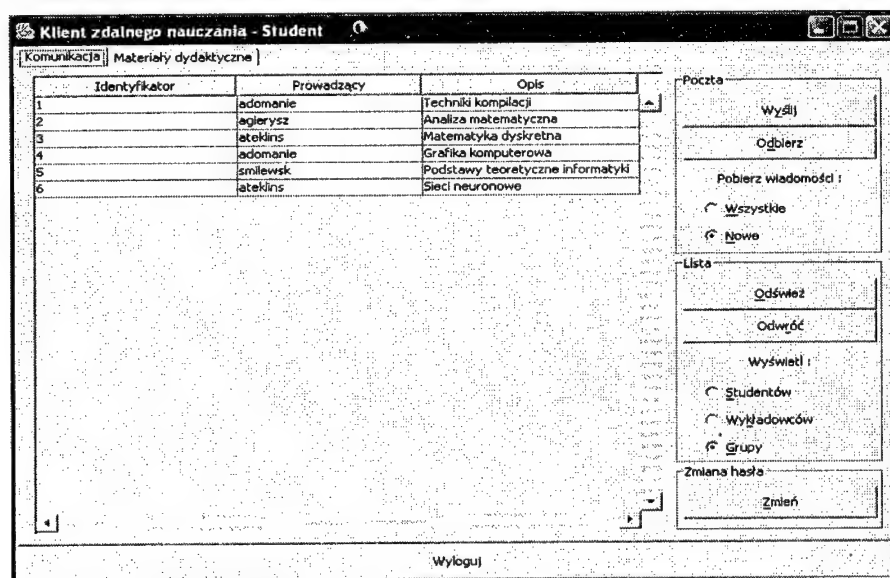 Klient zdalnego nauczania - Student
Komunikacja Materiały dydaktyczne
Identyfikator Prowadzący Opis
1 adomanie Techniki kompilacji
2 agierysz Analiza matematyczna
3 ateklins Matematyka dyskretna
4 adomanie Grafika komputerowa
5 smilewsk Podstawy teoretyczne informatyki
6 ateklins Sieci neuronowe
Poczta
Wyślij
Odbierz
Pobierz wiadomości :
Wszystkie
Nowe
Lista
Odśwież
Odwróć
Wyświetl :
Studentów
Wykładowców
Grupy
Zmiana hasła
Zmień
Wyloguj